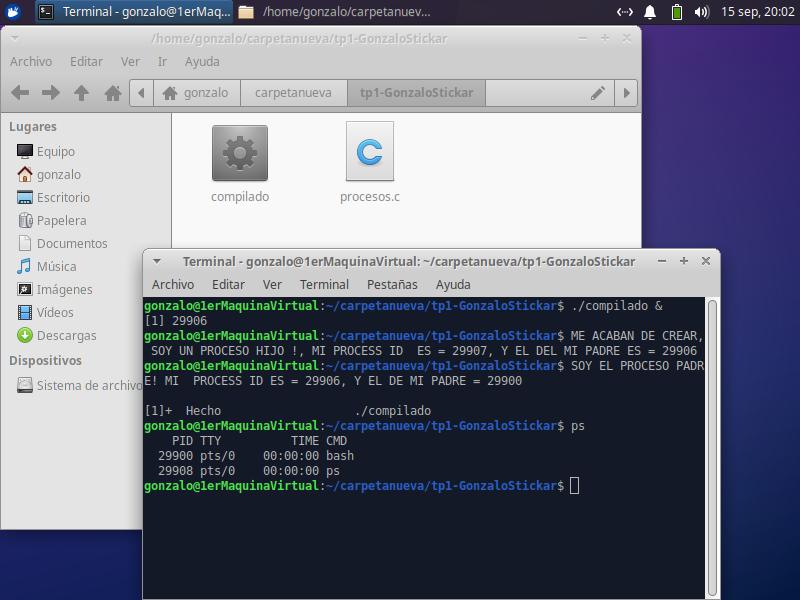 Terminal - gonzalo@1erMaq...
/home/gonzalo/carpetanuev...
15 sep, 20:02
/home/gonzalo/carpetanueva/tp1-GonzaloStickar
Archivo Editar Ver Ir Ayuda
gonzalo carpetanueva tp1-GonzaloStickar
Lugares
Equipo
gonzalo
Escritorio
Papelera
Documentos
Música
Imágenes
Vídeos
Descargas
Dispositivos
Sistema de archivo
compilado
procesos.c
Terminal - gonzalo@1erMaquinaVirtual: ~/carpetanueva/tp1-GonzaloStickar
Archivo Editar Ver Terminal Pestañas Ayuda
gonzalo@1erMaquinaVirtual:~/carpetanueva/tp1-GonzaloStickar$ ./compilado &
[1] 29906
gonzalo@1erMaquinaVirtual:~/carpetanueva/tp1-GonzaloStickar$ ME ACABAN DE CREAR,
 SOY UN PROCESO HIJO !, MI PROCESS ID  ES = 29907, Y EL DEL MI PADRE ES = 29906
gonzalo@1erMaquinaVirtual:~/carpetanueva/tp1-GonzaloStickar$ SOY EL PROCESO PADR
E! MI  PROCESS ID ES = 29906, Y EL DE MI PADRE = 29900
[1]+  Hecho                   ./compilado
gonzalo@1erMaquinaVirtual:~/carpetanueva/tp1-GonzaloStickar$ ps
    PID TTY          TIME CMD
  29900 pts/0    00:00:00 bash
  29908 pts/0    00:00:00 ps
gonzalo@1erMaquinaVirtual:~/carpetanueva/tp1-GonzaloStickar$